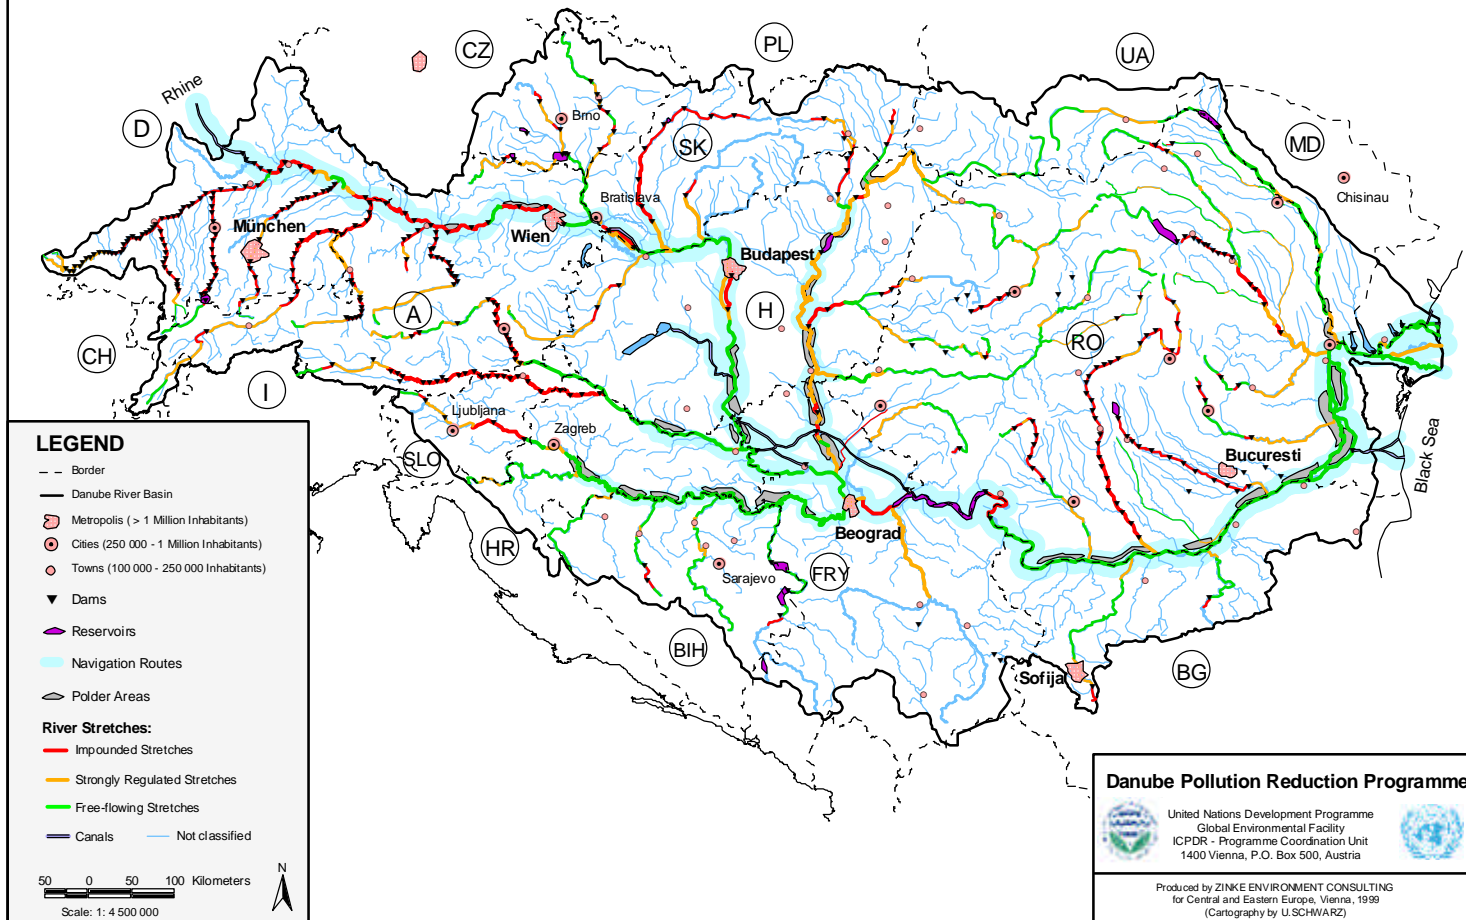 CZ
PL
UA
Rhine
D
Brno
SK
MD
Bratislava
Chisinau
München
Wien
Budapest
A
H
CH
RO
I
Ljubljana
Zagreb
SLO
Bucuresti
Black Sea
HR
Beograd
Sarajevo
FRY
BIH
Sofija
BG
LEGEND
Border
Danube River Basin
Metropolis ( > 1 Million Inhabitants)
Cities (250 000 - 1 Million Inhabitants)
Towns (100 000 - 250 000 Inhabitants)
Dams
Reservoirs
Navigation Routes
Polder Areas
River Stretches:
Impounded Stretches
Strongly Regulated Stretches
Free-flowing Stretches
Canals Not classified
N
50 0 50 100 Kilometers
Scale: 1: 4 500 000
Danube Pollution Reduction Programme
United Nations Development Programme
Global Environmental Facility
ICPDR - Programme Coordination Unit
1400 Vienna, P.O. Box 500, Austria
Produced by ZINKE ENVIRONMENT CONSULTING
for Central and Eastern Europe, Vienna, 1999
(Cartography by U.SCHWARZ)